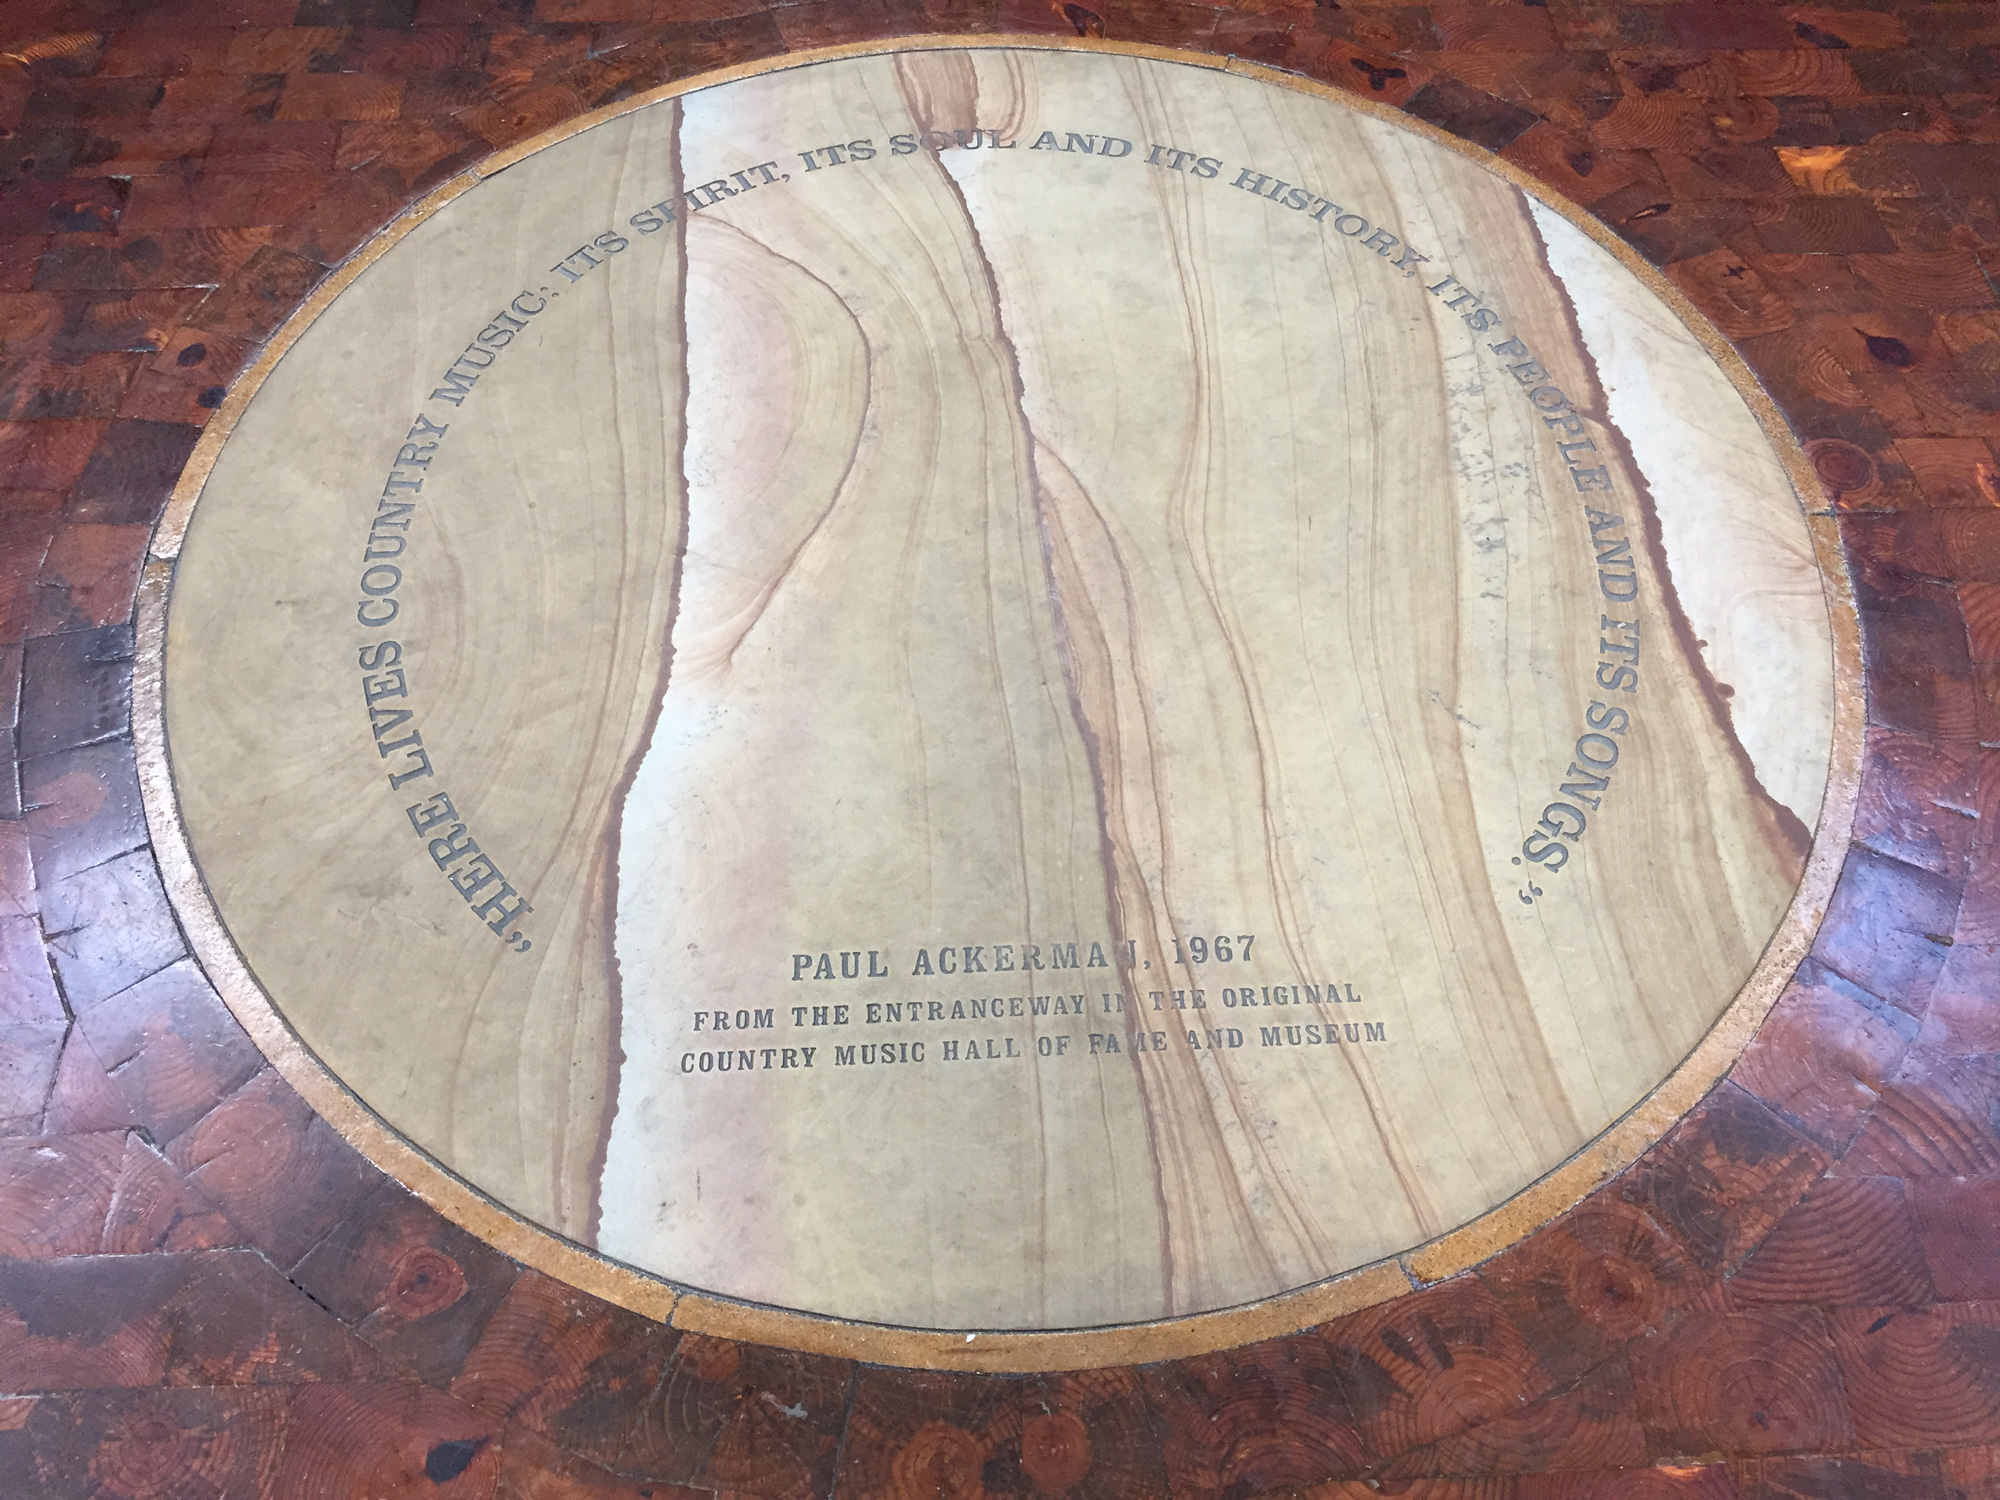 “HERE LIVES COUNTRY MUSIC: ITS SPIRIT, ITS SOUL AND ITS HISTORY, ITS PEOPLE AND ITS SONGS.”
PAUL ACKERMAN, 1967
FROM THE ENTRANCEWAY IN THE ORIGINAL
COUNTRY MUSIC HALL OF FAME AND MUSEUM